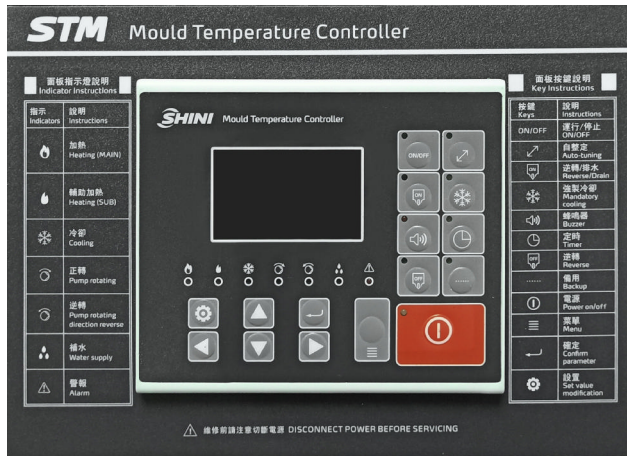 STM Mould Temperature Controller
面板指示燈說明
Indicator Instructions
指示 說明
Indicators Instructions
加熱
Heating (MAIN)
輔助加熱
Heating (SUB)
冷卻
Cooling
正轉
Pump rotating
逆轉
Pump rotating
direction reverse
補水
Water supply
警報
Alarm
SHINI Mould Temperature Controller
ON/OFF
ON
OFF
面板按鍵說明
Key Instructions
按鍵 說明
Keys Instructions
ON/OFF 運行/停止
ON/OFF
自整定
Auto-tuning
ON 逆轉/排水
Reverse/Drain
強製冷卻
Mandatory
cooling
蜂鳴器
Buzzer
定時
Timer
OFF 逆轉
Reverse
備用
Backup
電源
Power on/off
菜單
Menu
確定
Confirm
parameter
設置
Set value
modification
維修前請注意切斷電源 DISCONNECT POWER BEFORE SERVICING